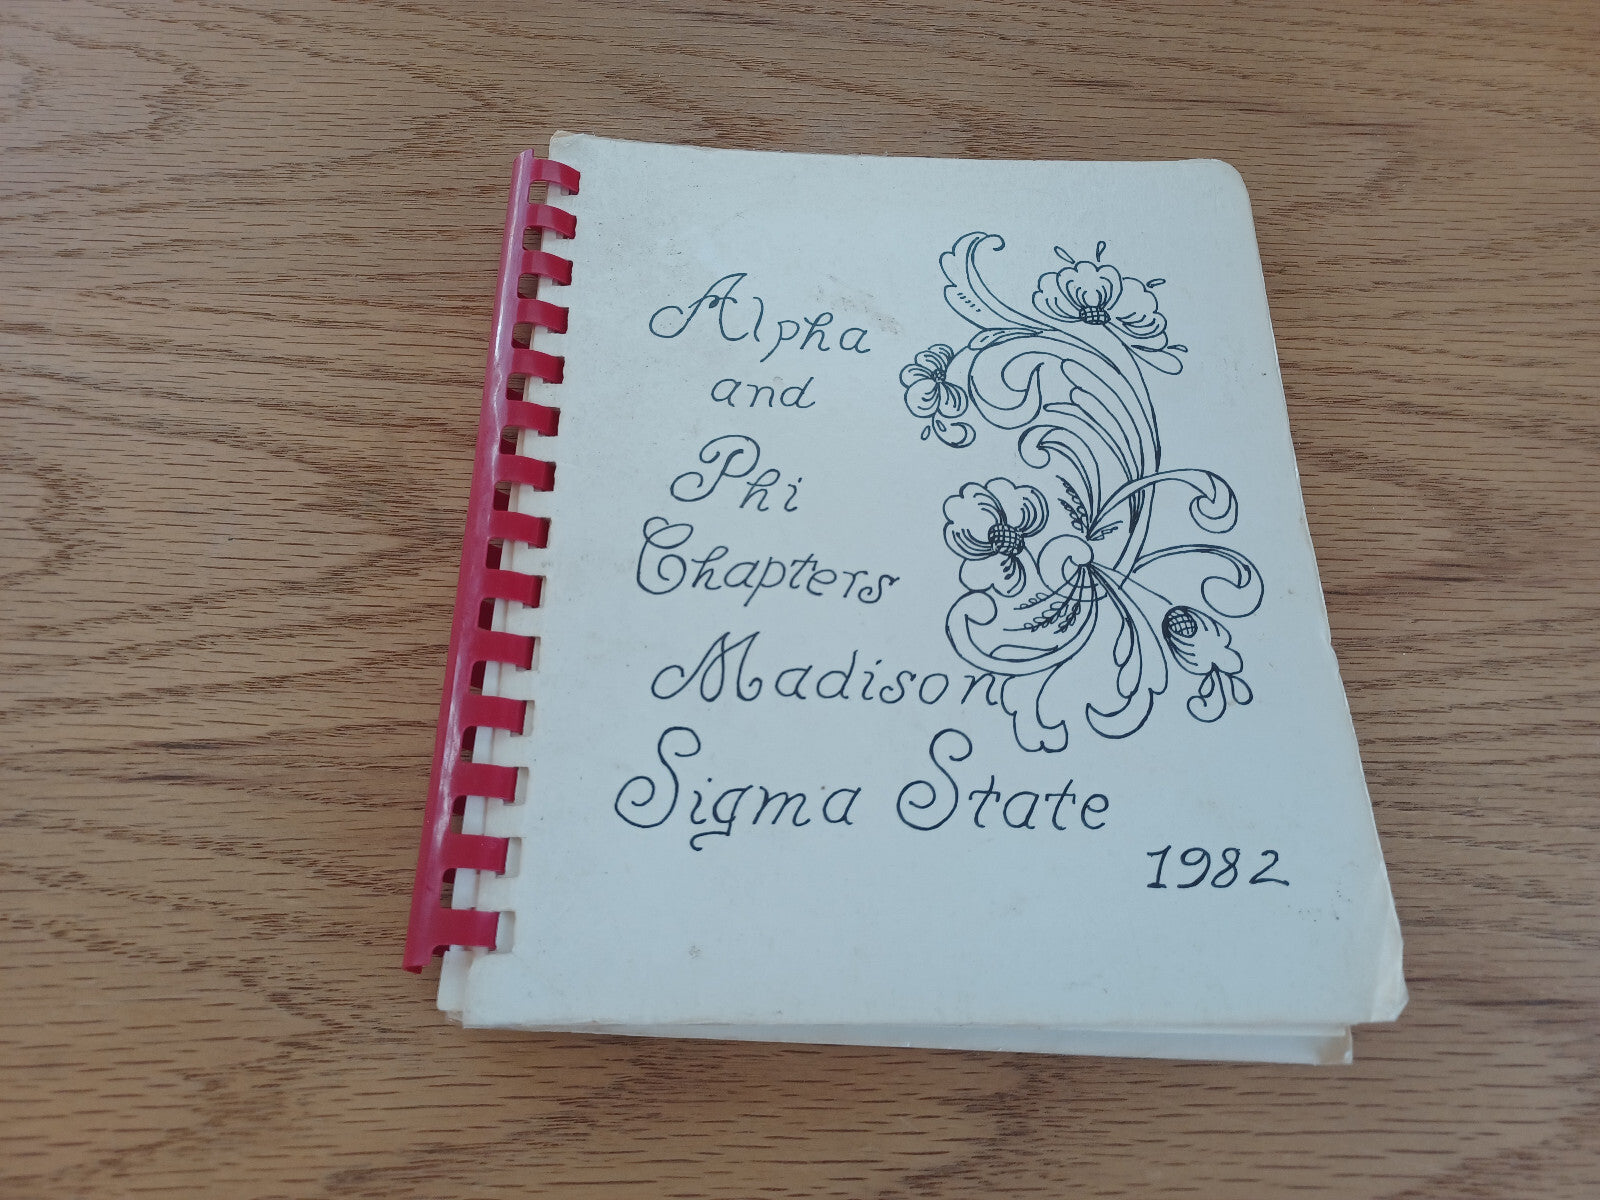 Alpha
and
Phi
Chapters
Madison
Sigma State
1982